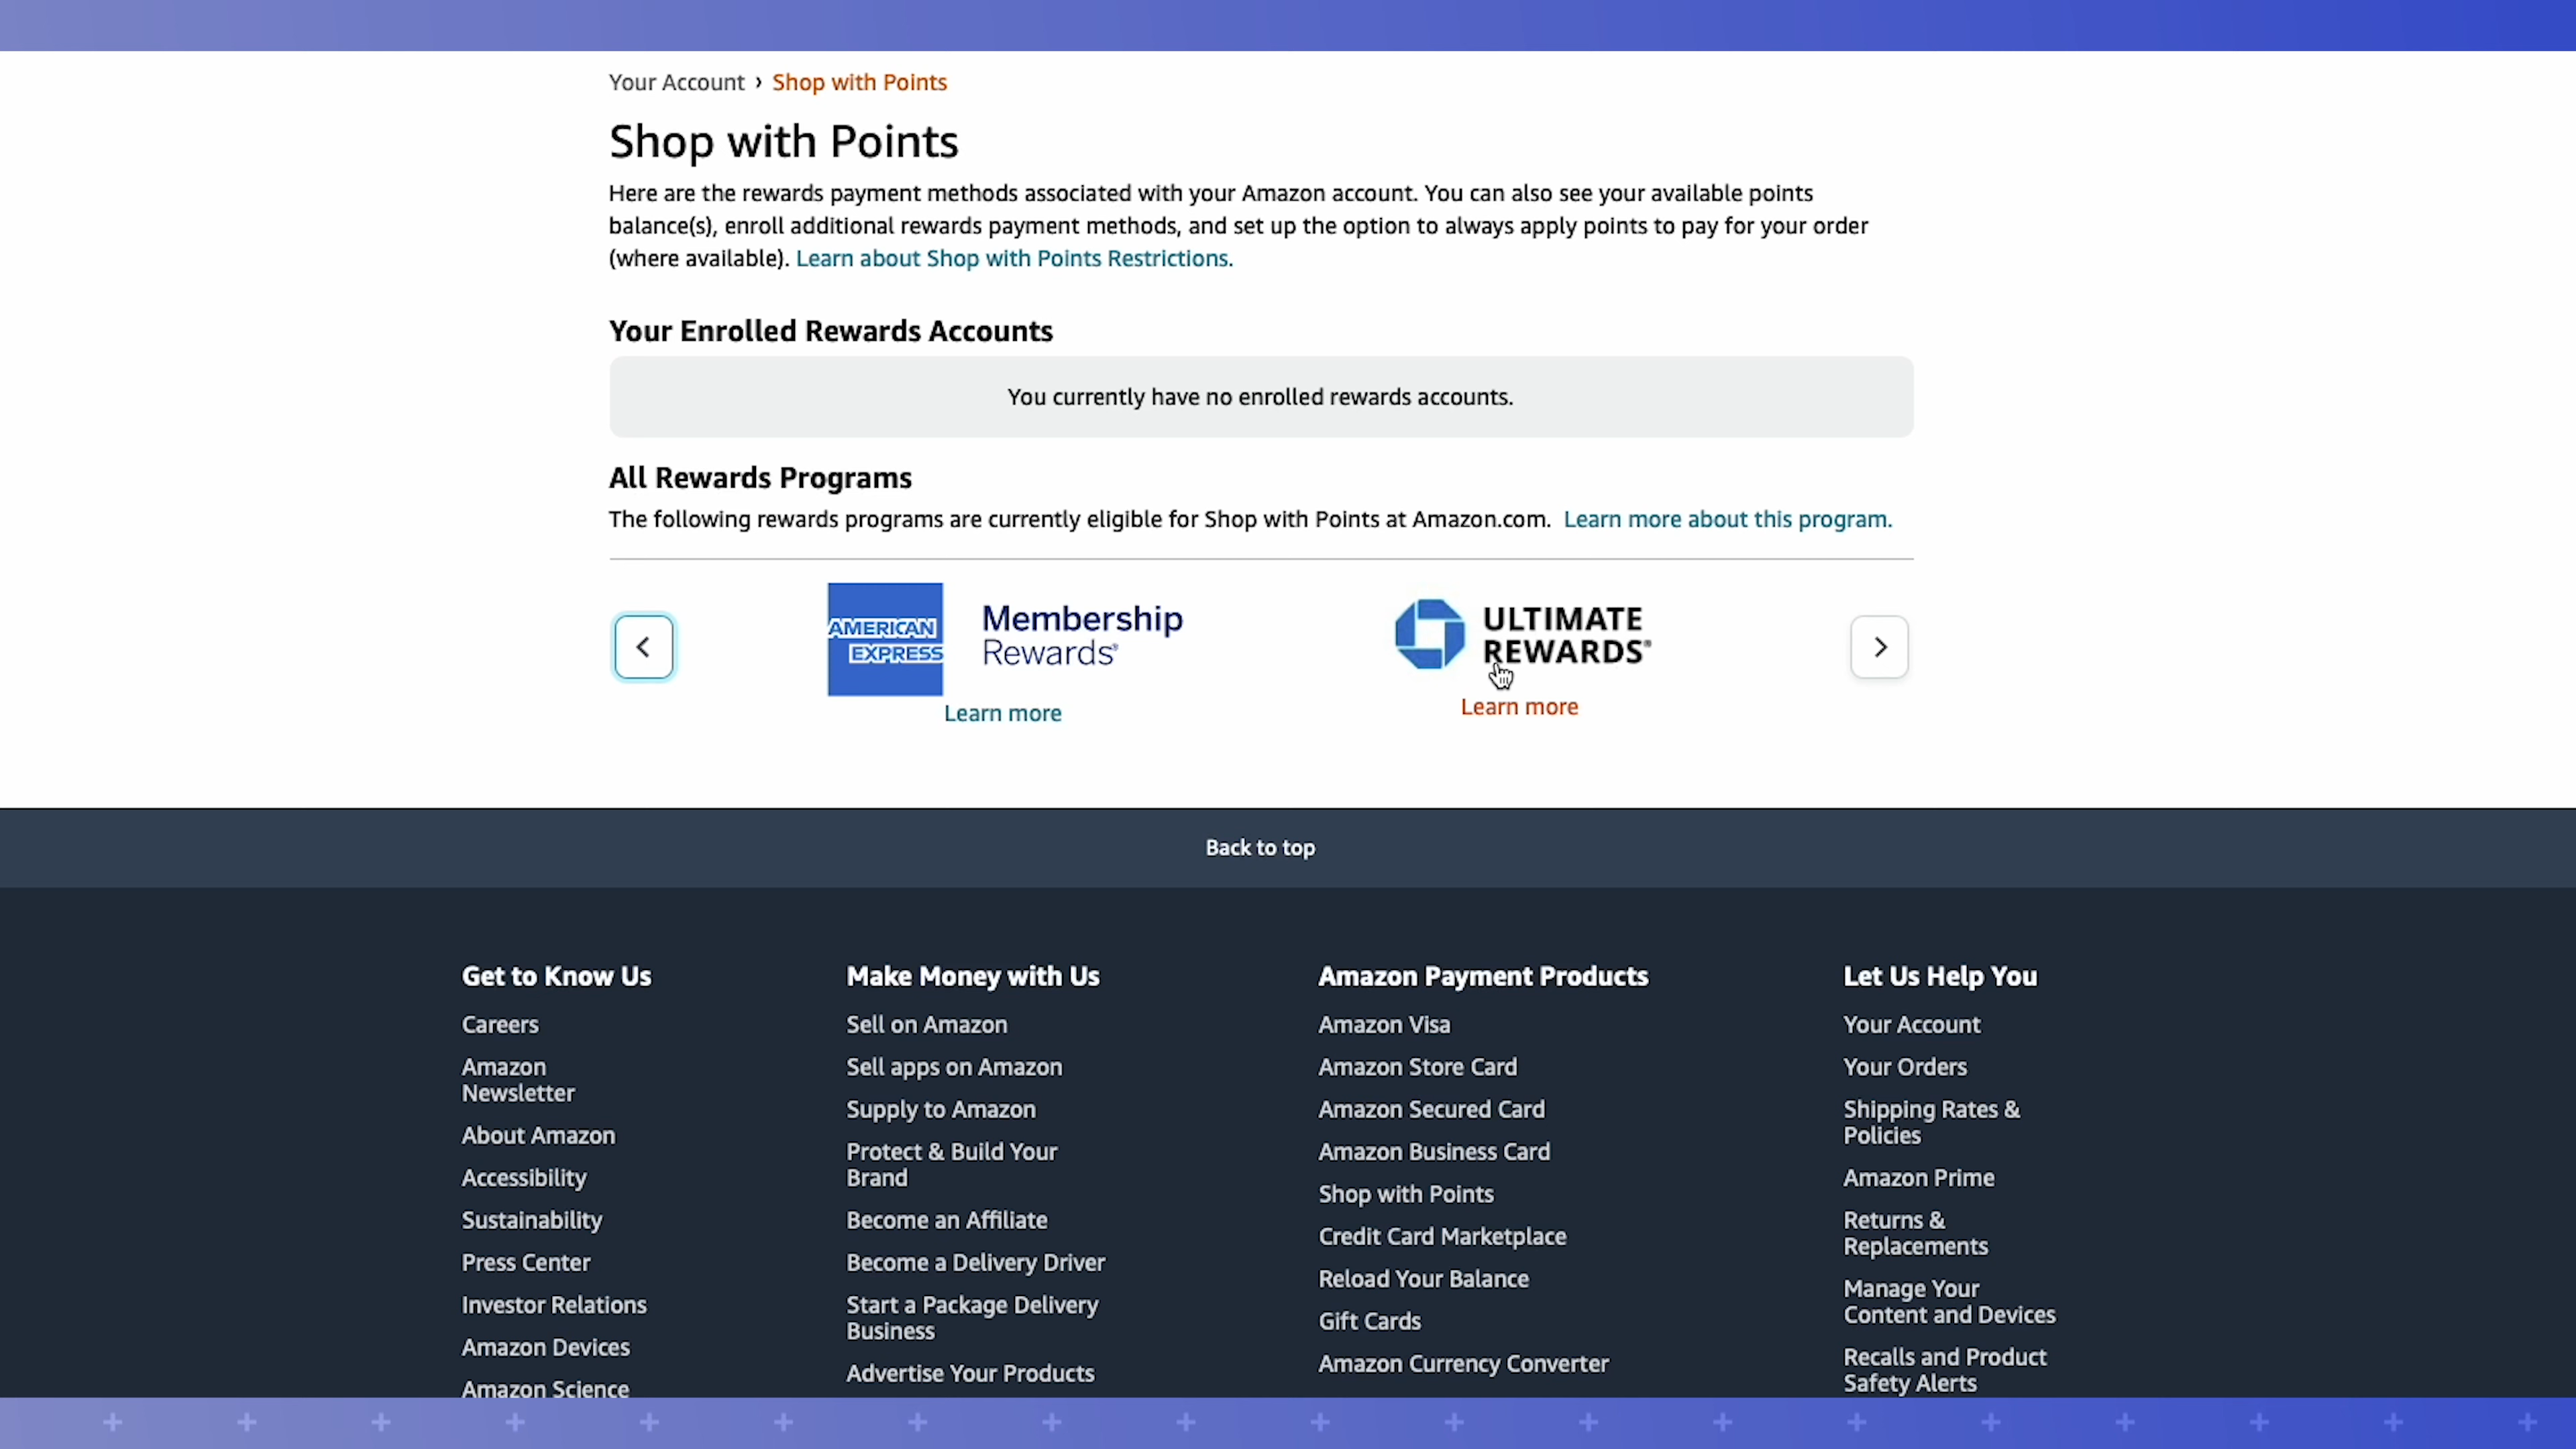 Your Account › Shop with Points
Shop with Points
Here are the rewards payment methods associated with your Amazon account. You can also see your available points
balance(s), enroll additional rewards payment methods, and set up the option to always apply points to pay for your order
(where available). Learn about Shop with Points Restrictions.
Your Enrolled Rewards Accounts
You currently have no enrolled rewards accounts.
All Rewards Programs
The following rewards programs are currently eligible for Shop with Points at Amazon.com. Learn more about this program.
AMERICAN
EXPRESS
Membership
Rewards®
Learn more
ULTIMATE
REWARDS®
Learn more
Back to top
Get to Know Us
Careers
Amazon
Newsletter
About Amazon
Accessibility
Sustainability
Press Center
Investor Relations
Amazon Devices
Amazon Science
Make Money with Us
Sell on Amazon
Sell apps on Amazon
Supply to Amazon
Protect & Build Your
Brand
Become an Affiliate
Become a Delivery Driver
Start a Package Delivery
Business
Advertise Your Products
Amazon Payment Products
Amazon Visa
Amazon Store Card
Amazon Secured Card
Amazon Business Card
Shop with Points
Credit Card Marketplace
Reload Your Balance
Gift Cards
Amazon Currency Converter
Let Us Help You
Your Account
Your Orders
Shipping Rates &
Policies
Amazon Prime
Returns &
Replacements
Manage Your
Content and Devices
Recalls and Product
Safety Alerts